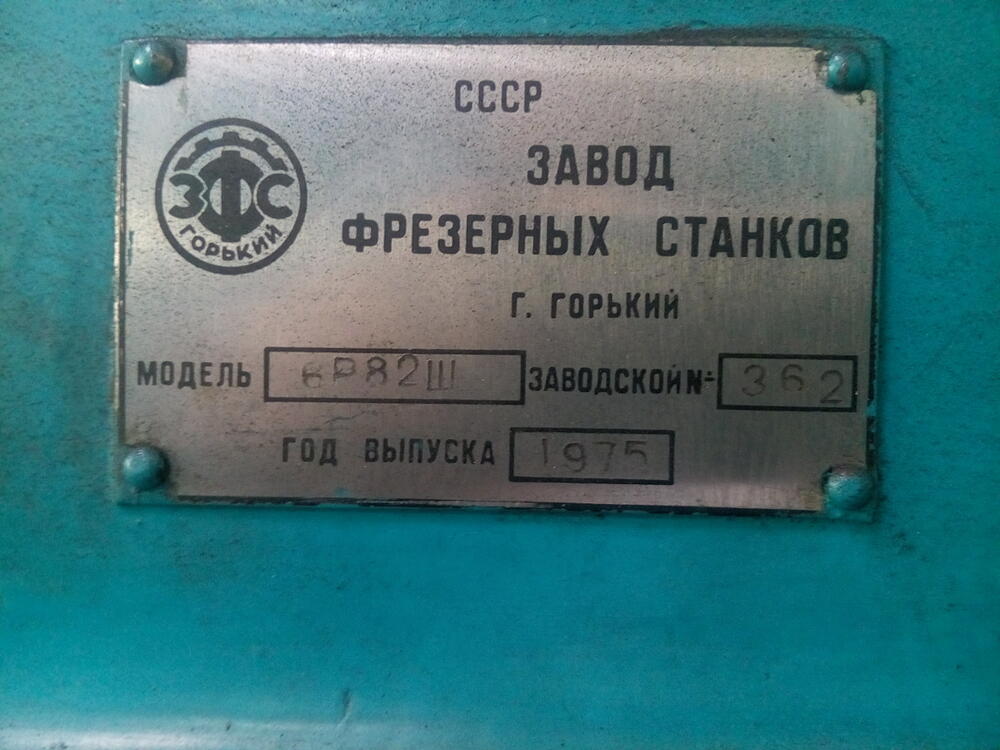 СССР
ЗАВОД
ФРЕЗЕРНЫХ СТАНКОВ
ЗФС
ГОРЬКИЙ
Г. ГОРЬКИЙ
МОДЕЛЬ 6Р82Ш ЗАВОДСКОЙ № 362
ГОД ВЫПУСКА 1975